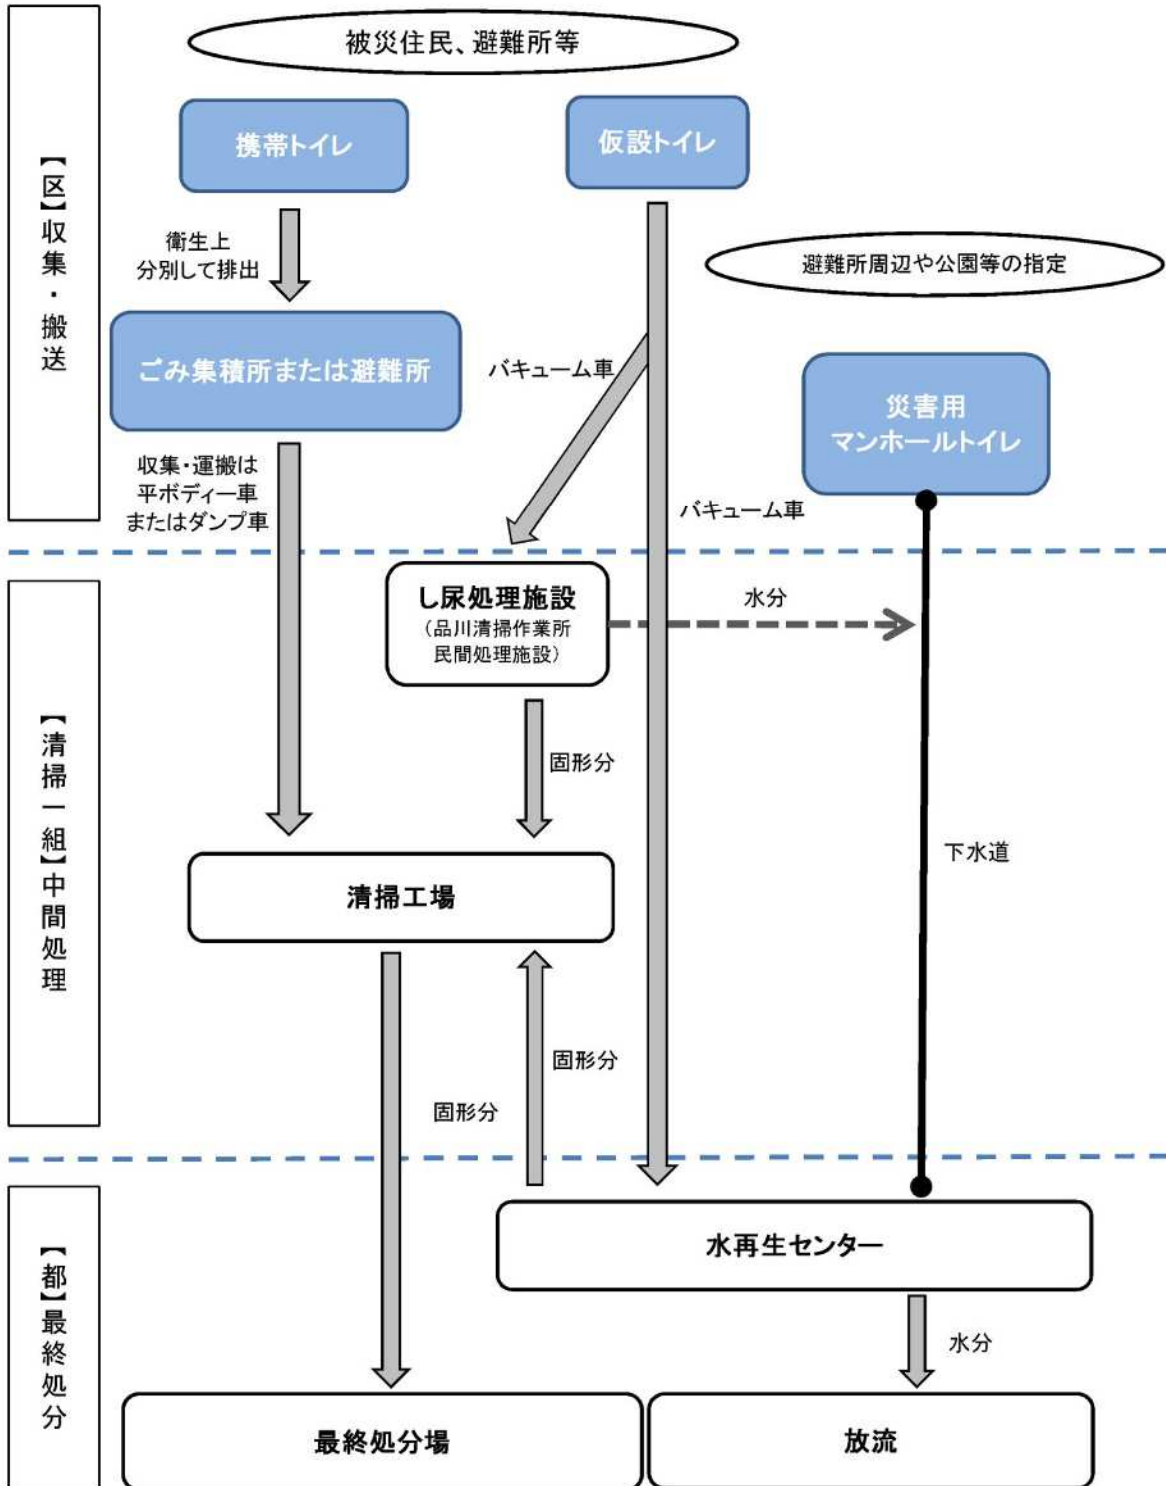 【区】収集・搬送
被災住民、避難所等
携帯トイレ
仮設トイレ
衛生上
分別して排出
避難所周辺や公園等の指定
ごみ集積所または避難所
バキューム車
災害用
マンホールトイレ
収集・運搬は
平ボディー車
またはダンプ車
バキューム車
【清掃一組】中間処理
し尿処理施設
（品川清掃作業所
民間処理施設）
水分
固形分
下水道
清掃工場
固形分
固形分
【都】最終処分
水再生センター
水分
最終処分場
放流